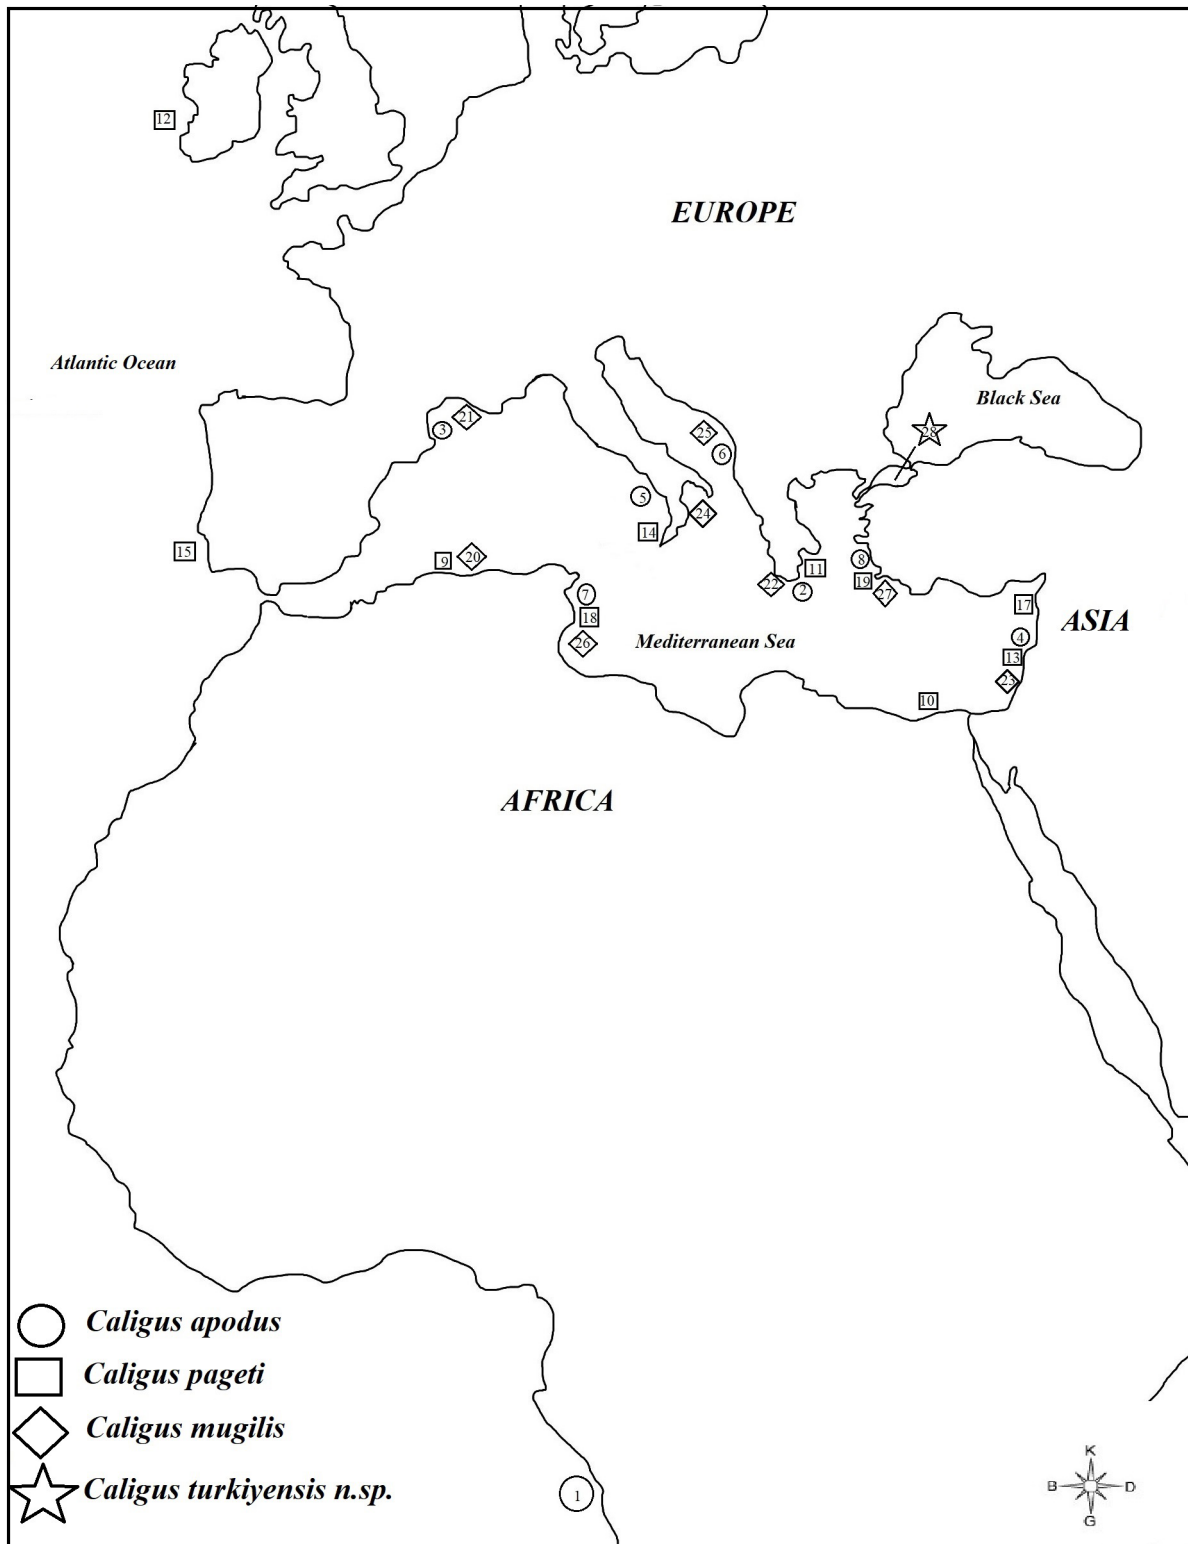 12
EUROPE
Atlantic Ocean
Black Sea
21
3
28
25
6
5
24
14
15
20
9
8
11
19
22
2
27
7
18
17
ASIA
4
26
Mediterranean Sea
13
23
10
AFRICA
Caligus apodus
Caligus pageti
Caligus mugilis
Caligus turkiyensis n.sp.
1
K
B D
G